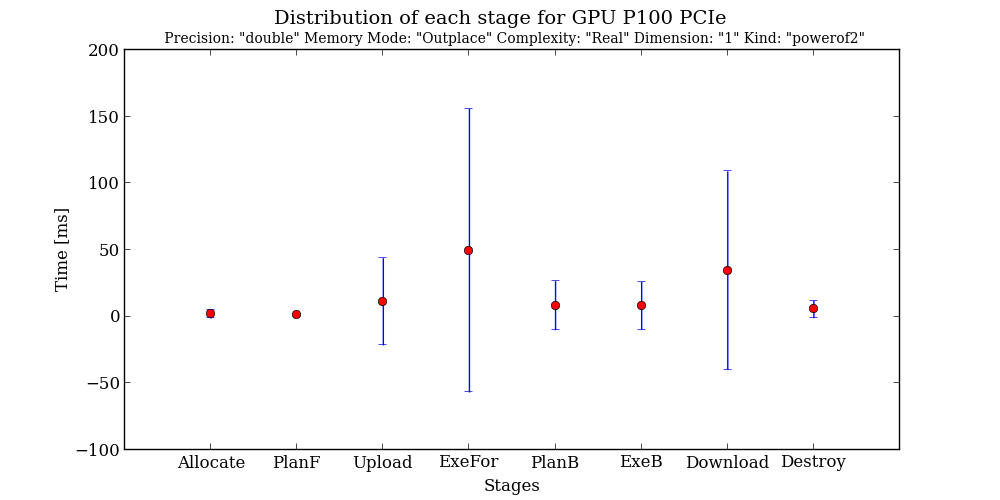 Distribution of each stage for GPU P100 PCIe
Precision: "double" Memory Mode: "Outplace" Complexity: "Real" Dimension: "1" Kind: "powerof2"
200
150
100
50
0
−50
−100
Time [ms]
Allocate PlanF Upload ExeFor PlanB ExeB Download Destroy
Stages